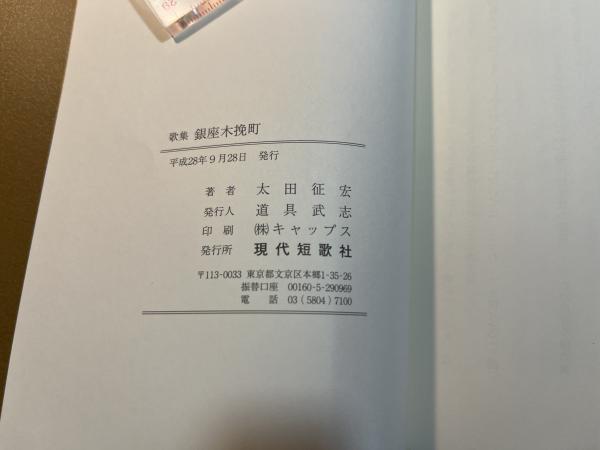 29
歌集 銀座木挽町
平成28年9月28日 発行
著者 太田征宏
発行人 道具武志
印刷 ㈱キャップス
発行所 現代短歌社
〒113-0033 東京都文京区本郷1-35-26
振替口座 00160-5-290969
電話 03(5804)7100